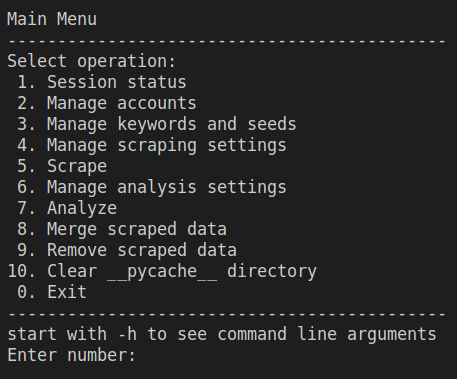 Main Menu
--------------------------------------------
Select operation:
 1. Session status
 2. Manage accounts
 3. Manage keywords and seeds
 4. Manage scraping settings
 5. Scrape
 6. Manage analysis settings
 7. Analyze
 8. Merge scraped data
 9. Remove scraped data
10. Clear __pycache__ directory
 0. Exit
--------------------------------------------
start with -h to see command line arguments
Enter number: